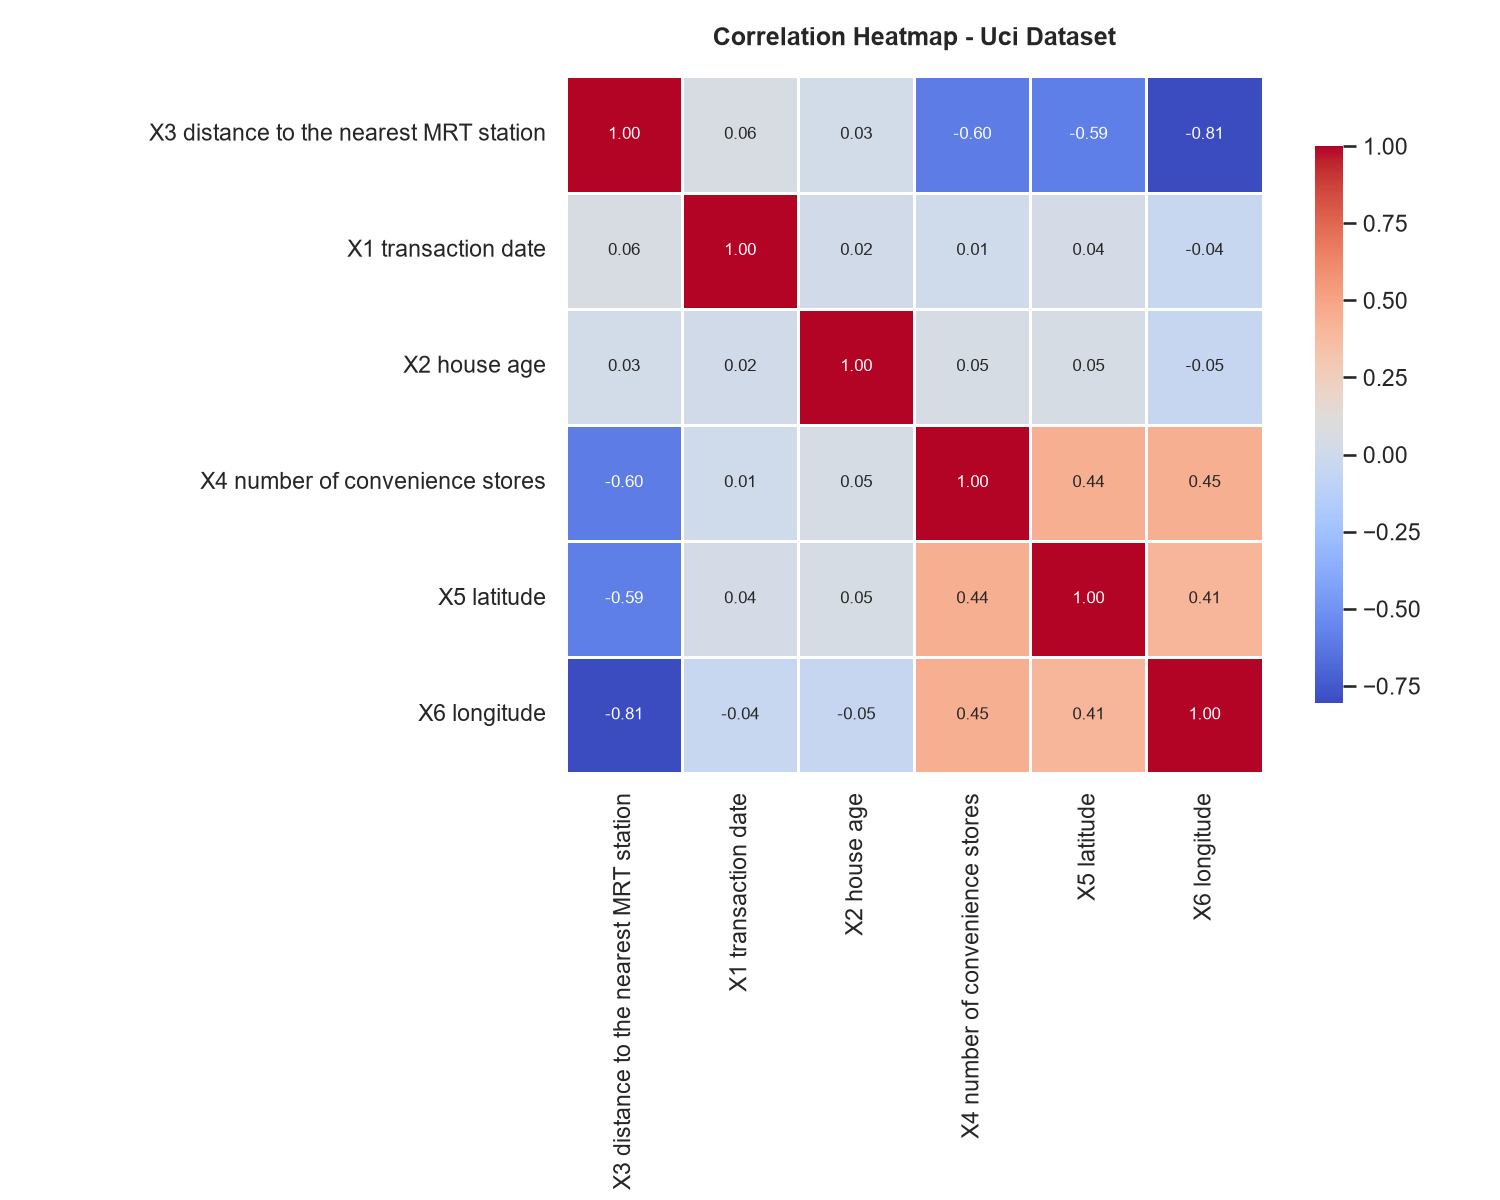 Correlation Heatmap - Uci Dataset
X3 distance to the nearest MRT station
1.00 0.06 0.03 -0.60 -0.59 -0.81
X1 transaction date
0.06 1.00 0.02 0.01 0.04 -0.04
X2 house age
0.03 0.02 1.00 0.05 0.05 -0.05
X4 number of convenience stores
-0.60 0.01 0.05 1.00 0.44 0.45
X5 latitude
-0.59 0.04 0.05 0.44 1.00 0.41
X6 longitude
-0.81 -0.04 -0.05 0.45 0.41 1.00
X3 distance to the nearest MRT station
X1 transaction date
X2 house age
X4 number of convenience stores
X5 latitude
X6 longitude
1.00
0.75
0.50
0.25
0.00
−0.25
−0.50
−0.75